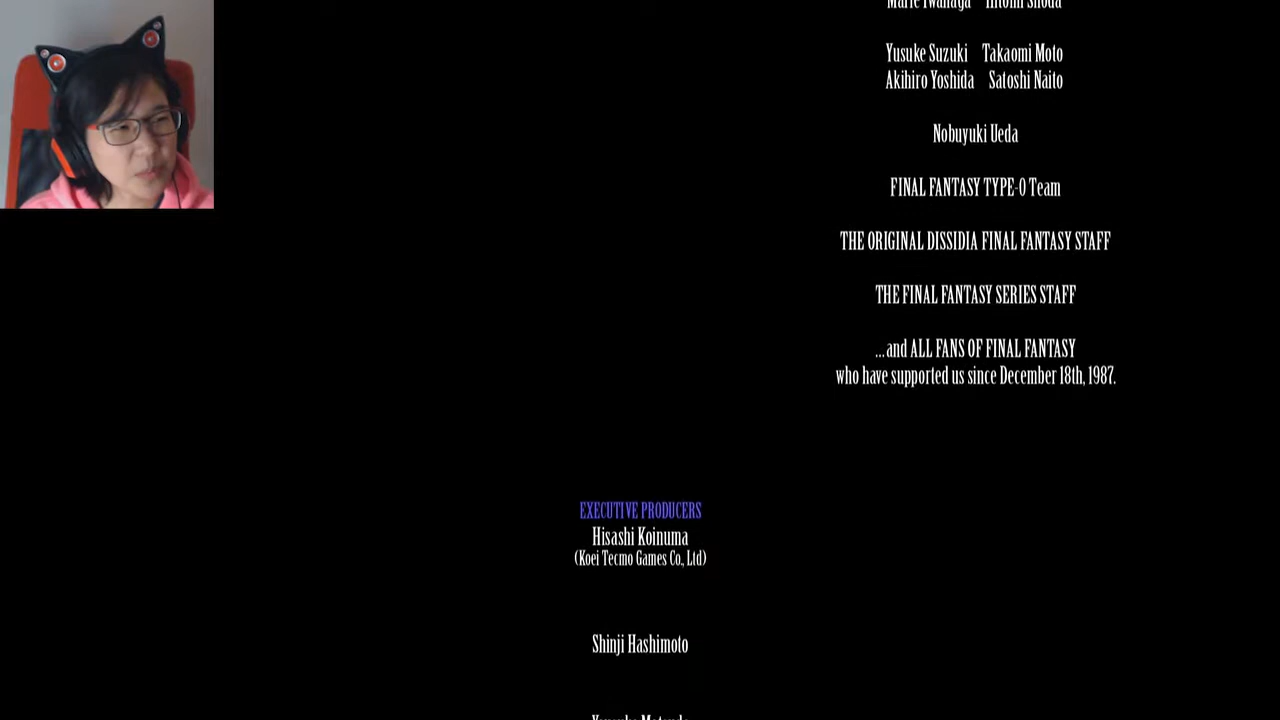 Yusuke Suzuki Takaomi Moto
Akihiro Yoshida Satoshi Naito
Nobuyuki Ueda
FINAL FANTASY TYPE-0 Team
THE ORIGINAL DISSIDIA FINAL FANTASY STAFF
THE FINAL FANTASY SERIES STAFF
...and ALL FANS OF FINAL FANTASY
who have supported us since December 18th, 1987.
EXECUTIVE PRODUCERS
Hisashi Koinuma
(Koei Tecmo Games Co., Ltd)
Shinji Hashimoto